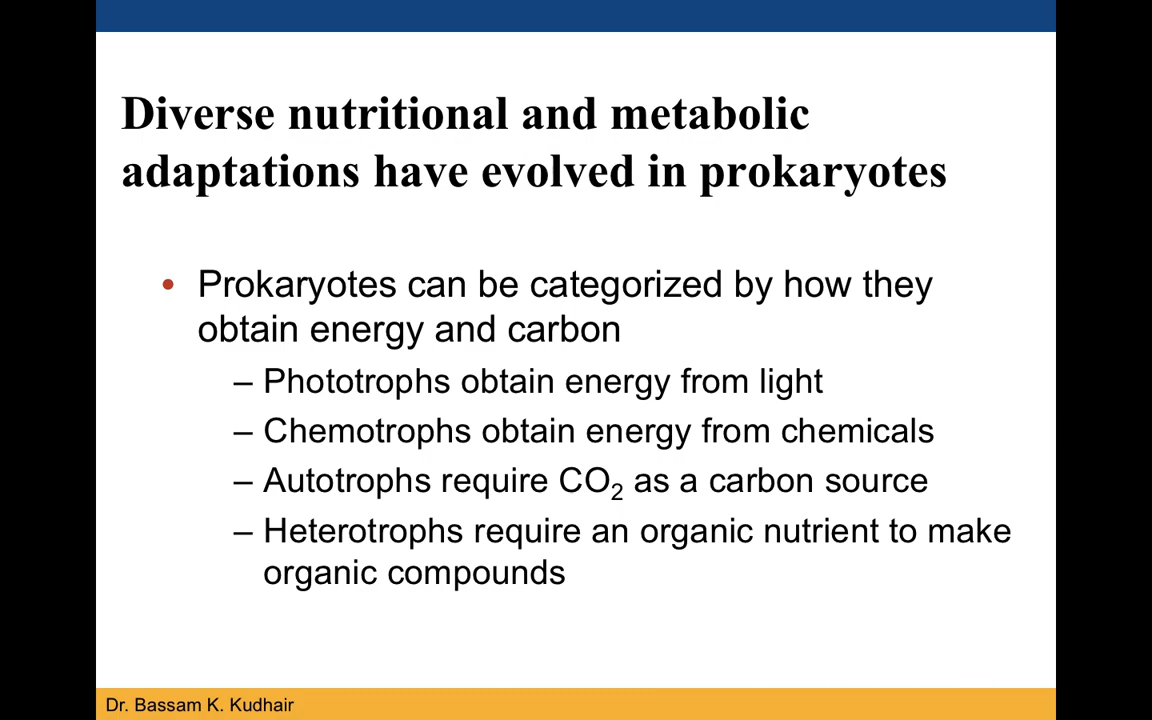 Diverse nutritional and metabolic
adaptations have evolved in prokaryotes
• Prokaryotes can be categorized by how they
obtain energy and carbon
– Phototrophs obtain energy from light
– Chemotrophs obtain energy from chemicals
– Autotrophs require CO₂ as a carbon source
– Heterotrophs require an organic nutrient to make
organic compounds
Dr. Bassam K. Kudhair